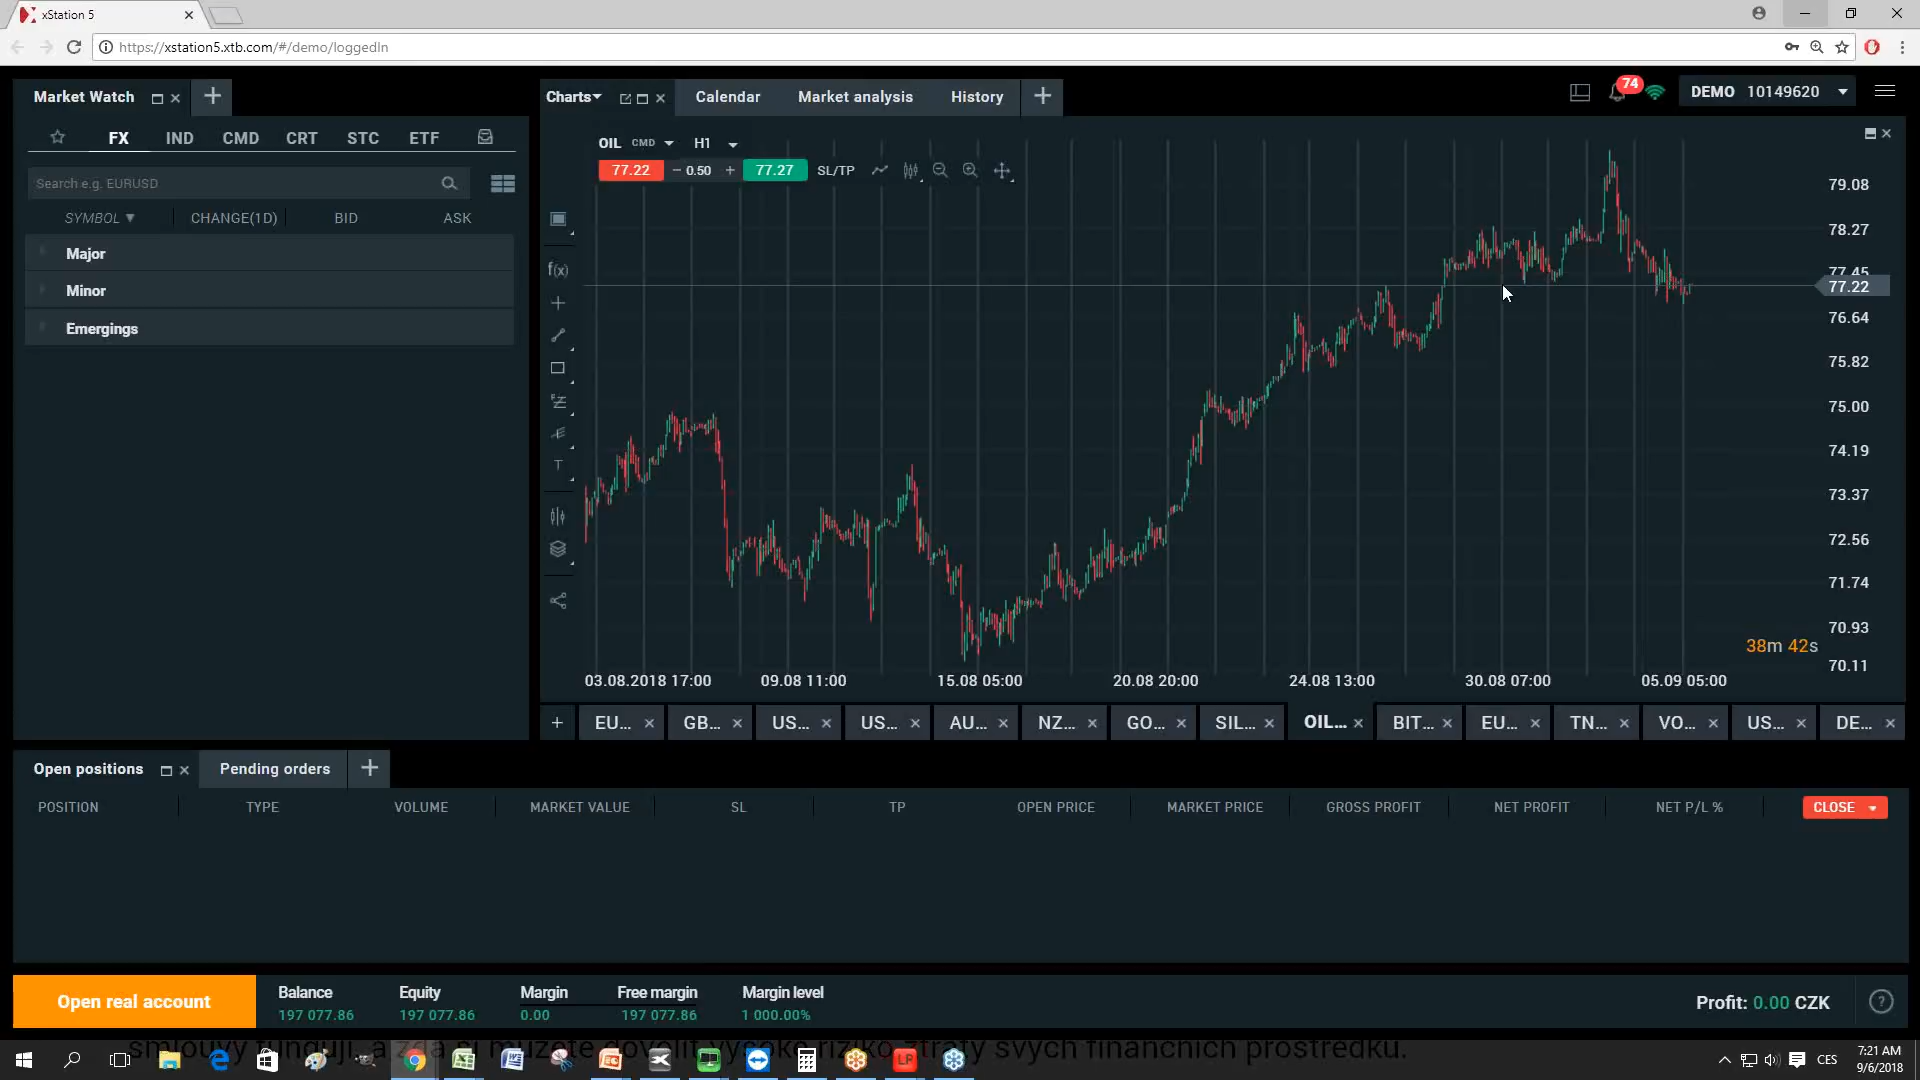 xStation 5
https://xstation5.xtb.com/#/demo/loggedIn
Market Watch
Charts Calendar Market analysis History
74
DEMO 10149620
FX IND CMD CRT STC ETF
Search e.g. EURUSD
SYMBOL CHANGE(1D) BID ASK
Major
Minor
Emergings
OIL CMD H1
77.22 − 0.50 + 77.27 SL/TP
f(x)
T
79.08
78.27
77.45
77.22
76.64
75.82
75.00
74.19
73.37
72.56
71.74
70.93
70.11
38m 42s
03.08.2018 17:00 09.08 11:00 15.08 05:00 20.08 20:00 24.08 13:00 30.08 07:00 05.09 05:00
EU... GB... US... US... AU... NZ... GO... SIL... OIL... BIT... EU... TN... VO... US... DE...
Open positions Pending orders
POSITION TYPE VOLUME MARKET VALUE SL TP OPEN PRICE MARKET PRICE GROSS PROFIT NET PROFIT NET P/L % CLOSE
Open real account
Balance Equity Margin Free margin Margin level
197 077.86 197 077.86 0.00 197 077.86 1 000.00%
Profit: 0.00 CZK
ztráty svých finančních prostředků.
CES
7:21 AM
9/6/2018